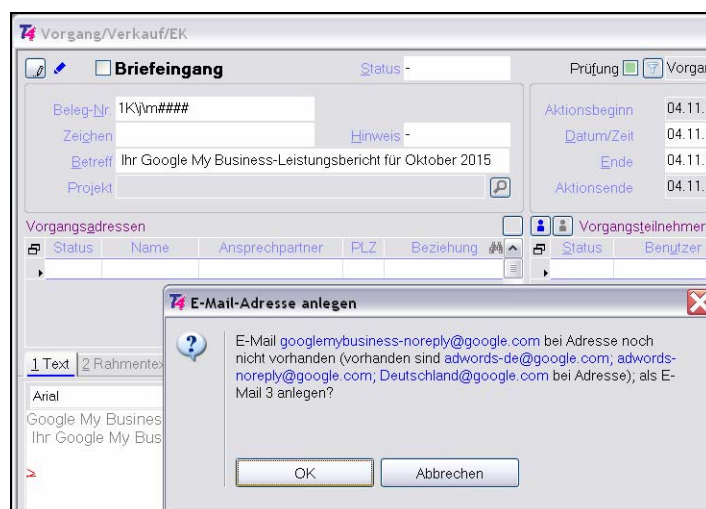 T4 Vorgang/Verkauf/EK
Briefeingang Status - Prüfung Vorgan
Beleg-Nr. 1K\j\m#### Aktionsbeginn 04.11.
Zeichen Hinweis - Datum/Zeit 04.11.
Betreff Ihr Google My Business-Leistungsbericht für Oktober 2015 Ende 04.11.
Projekt Aktionsende 04.11.
Vorgangsadressen Vorgangsteilnehmer
Status Name Ansprechpartner PLZ Beziehung Status Benutzer
T4 E-Mail-Adresse anlegen
E-Mail googlemybusiness-noreply@google.com bei Adresse noch
nicht vorhanden (vorhanden sind adwords-de@google.com; adwords-
noreply@google.com; Deutschland@google.com bei Adresse); als E-
Mail 3 anlegen?
1 Text 2 Rahmentex
Arial
Google My Busines
Ihr Google My Bus
OK Abbrechen